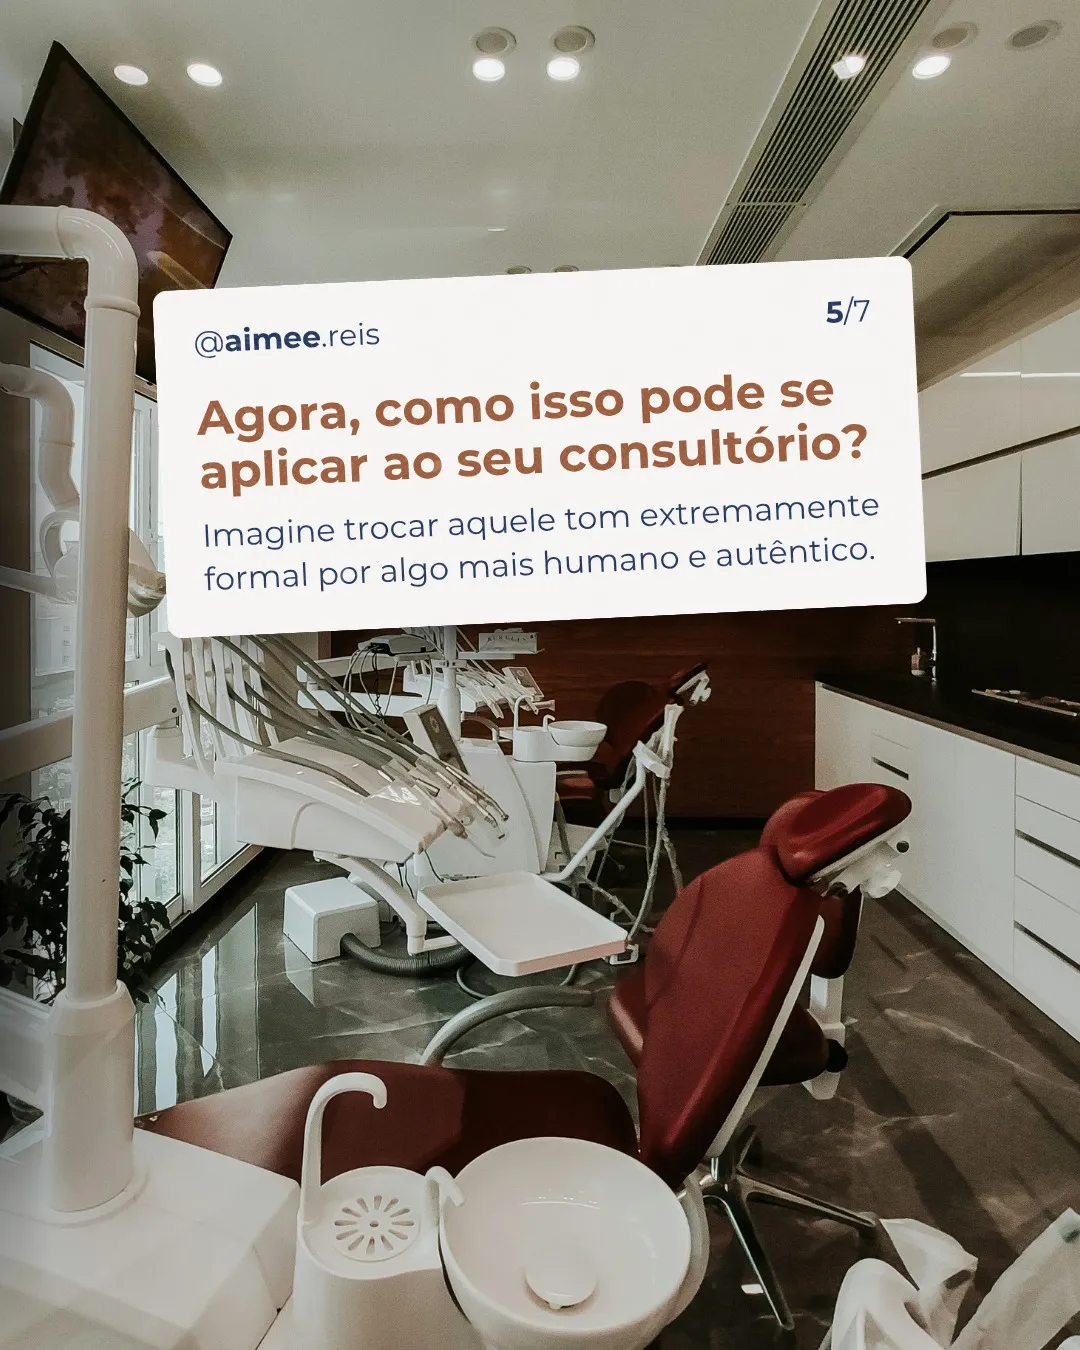 @aimee.reis
5/7
Agora, como isso pode se
aplicar ao seu consultório?
Imagine trocar aquele tom extremamente
formal por algo mais humano e autêntico.